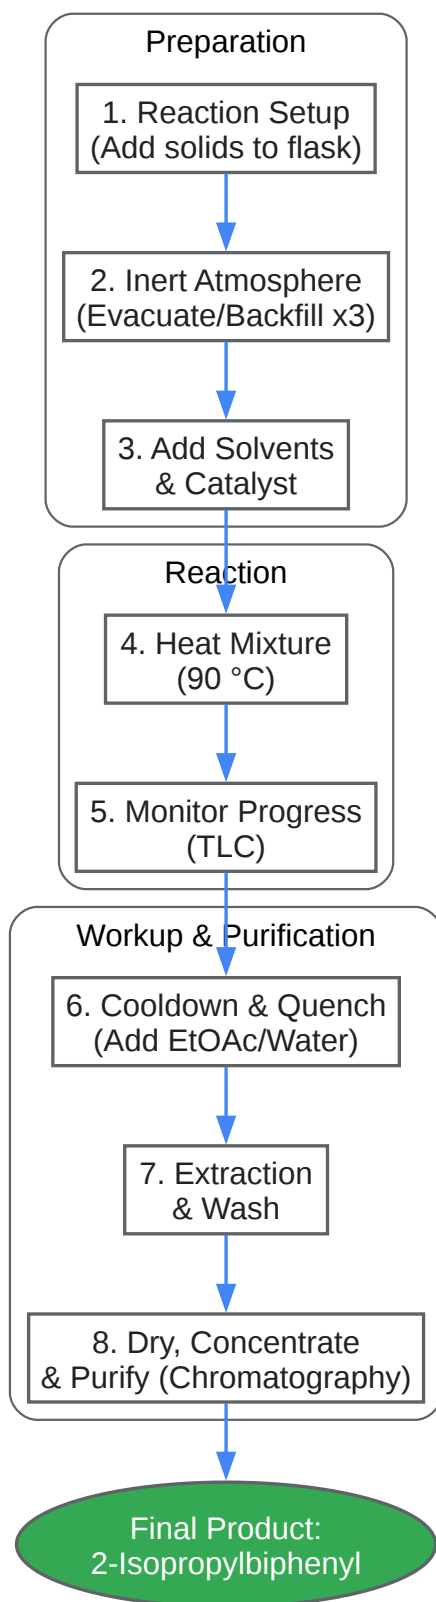 Preparation
1. Reaction Setup
(Add solids to flask)
2. Inert Atmosphere
(Evacuate/Backfill x3)
3. Add Solvents
& Catalyst
Reaction
4. Heat Mixture
(90 °C)
5. Monitor Progress
(TLC)
Workup & Purification
6. Cooldown & Quench
(Add EtOAc/Water)
7. Extraction
& Wash
8. Dry, Concentrate
& Purify (Chromatography)
Final Product:
2-Isopropylbiphenyl